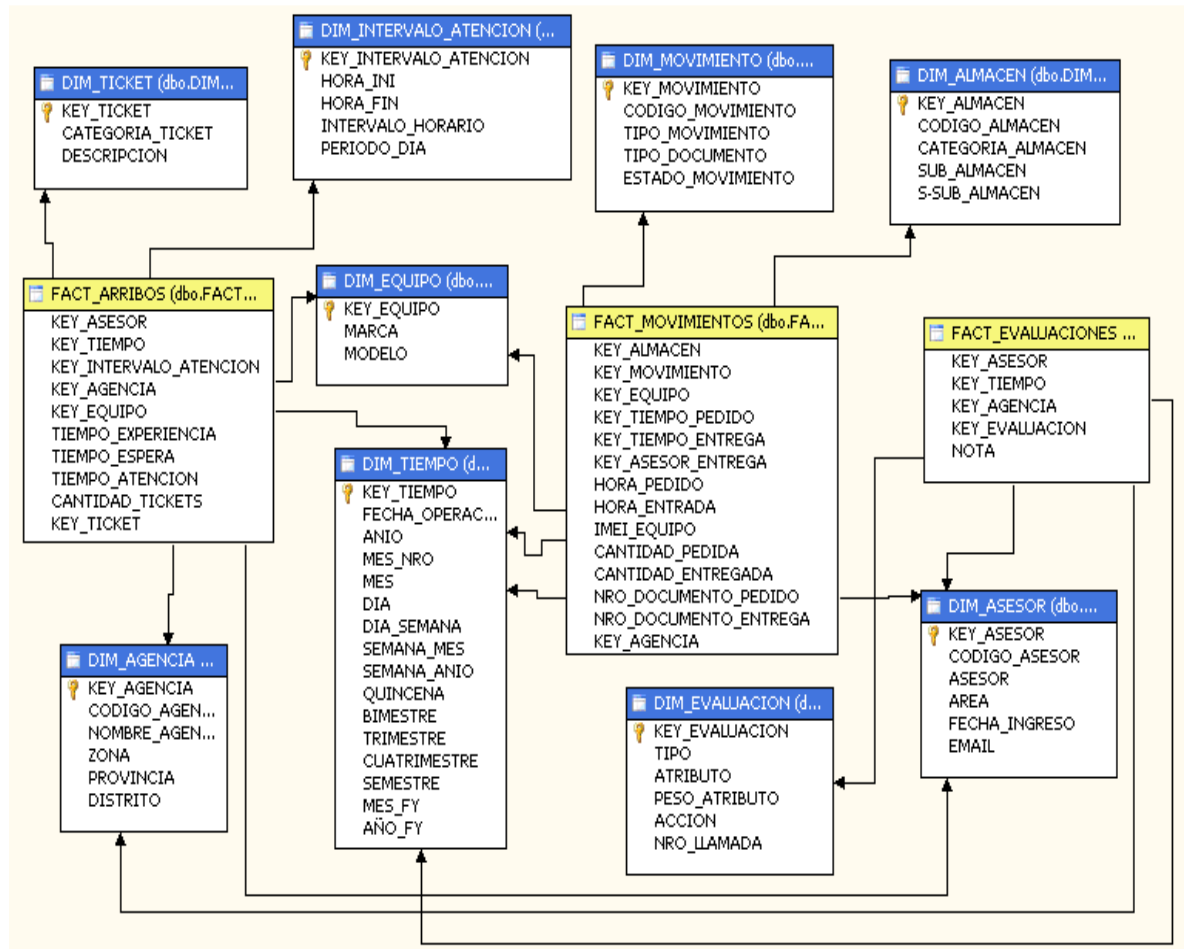 DIM_INTERVALO_ATENCION (...
KEY_INTERVALO_ATENCION
HORA_INI
HORA_FIN
INTERVALO_HORARIO
PERIODO_DIA
DIM_TICKET (dbo.DIM...
KEY_TICKET
CATEGORIA_TICKET
DESCRIPCION
DIM_MOVIMIENTO (dbo....
KEY_MOVIMIENTO
CODIGO_MOVIMIENTO
TIPO_MOVIMIENTO
TIPO_DOCUMENTO
ESTADO_MOVIMIENTO
DIM_ALMACEN (dbo.DIM...
KEY_ALMACEN
CODIGO_ALMACEN
CATEGORIA_ALMACEN
SUB_ALMACEN
S-SUB_ALMACEN
FACT_ARRIBOS (dbo.FACT...
KEY_ASESOR
KEY_TIEMPO
KEY_INTERVALO_ATENCION
KEY_AGENCIA
KEY_EQUIPO
TIEMPO_EXPERIENCIA
TIEMPO_ESPERA
TIEMPO_ATENCION
CANTIDAD_TICKETS
KEY_TICKET
DIM_EQUIPO (dbo....
KEY_EQUIPO
MARCA
MODELO
FACT_MOVIMIENTOS (dbo.FA...
KEY_ALMACEN
KEY_MOVIMIENTO
KEY_EQUIPO
KEY_TIEMPO_PEDIDO
KEY_TIEMPO_ENTREGA
KEY_ASESOR_ENTREGA
HORA_PEDIDO
HORA_ENTRADA
IMEI_EQUIPO
CANTIDAD_PEDIDA
CANTIDAD_ENTREGADA
NRO_DOCUMENTO_PEDIDO
NRO_DOCUMENTO_ENTREGA
KEY_AGENCIA
FACT_EVALUACIONES ...
KEY_ASESOR
KEY_TIEMPO
KEY_AGENCIA
KEY_EVALUACION
NOTA
DIM_TIEMPO (d...
KEY_TIEMPO
FECHA_OPERAC...
ANIO
MES_NRO
MES
DIA
DIA_SEMANA
SEMANA_MES
SEMANA_ANIO
QUINCENA
BIMESTRE
TRIMESTRE
CUATRIMESTRE
SEMESTRE
MES_FY
AÑO_FY
DIM_AGENCIA ...
KEY_AGENCIA
CODIGO_AGEN...
NOMBRE_AGEN...
ZONA
PROVINCIA
DISTRITO
DIM_EVALUACION (d...
KEY_EVALUACION
TIPO
ATRIBUTO
PESO_ATRIBUTO
ACCION
NRO_LLAMADA
DIM_ASESOR (dbo....
KEY_ASESOR
CODIGO_ASESOR
ASESOR
AREA
FECHA_INGRESO
EMAIL